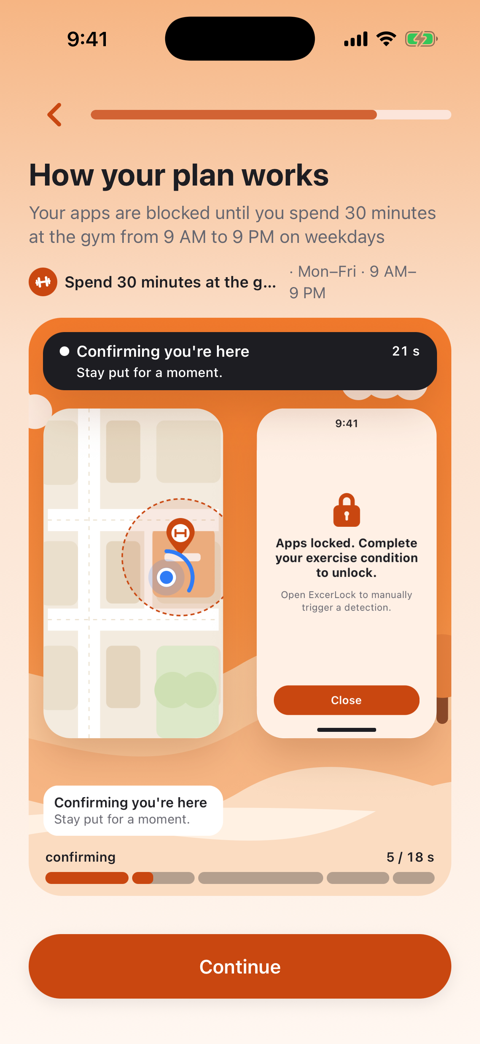 9:41
How your plan works
Your apps are blocked until you spend 30 minutes
at the gym from 9 AM to 9 PM on weekdays
Spend 30 minutes at the g...
· Mon–Fri · 9 AM–
9 PM
Confirming you're here
21 s
Stay put for a moment.
9:41
Apps locked. Complete
your exercise condition
to unlock.
Open ExcerLock to manually
trigger a detection.
Close
Confirming you're here
Stay put for a moment.
confirming
5 / 18 s
Continue